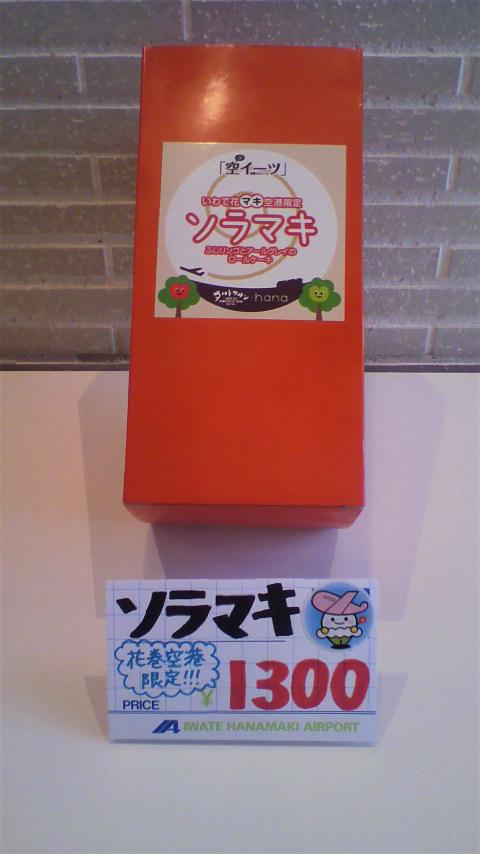 「空イーツ」
いわて花マキ空港限定
ソラマキ
ふじリンゴとアールグレイの
ロールケーキ
hana
ソラマキ
花巻空港
限定!!!
¥1300
PRICE
IWATE HANAMAKI AIRPORT